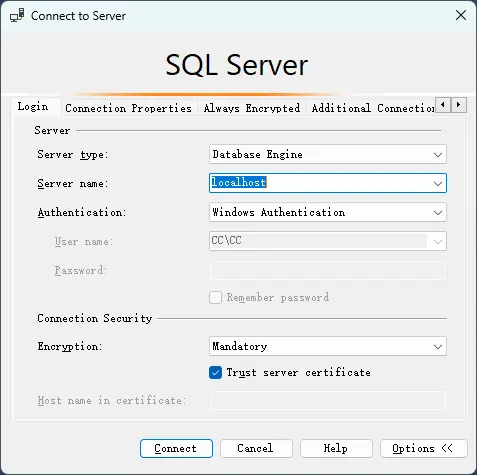 Connect to Server
SQL Server
Login Connection Properties Always Encrypted Additional Connection
Server
Server type: Database Engine
Server name: localhost
Authentication: Windows Authentication
User name: CC\CC
Password:
Remember password
Connection Security
Encryption: Mandatory
Trust server certificate
Host name in certificate:
Connect Cancel Help Options <<